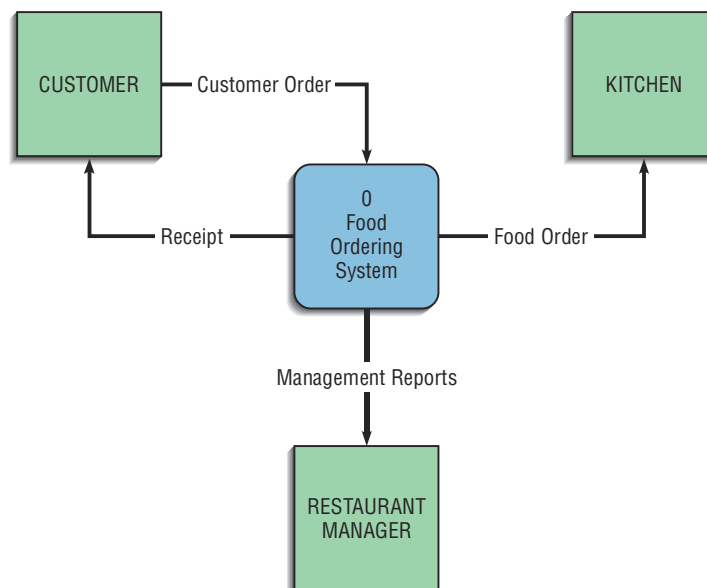 CUSTOMER
Customer Order
KITCHEN
0
Food
Ordering
System
Receipt
Food Order
Management Reports
RESTAURANT
MANAGER